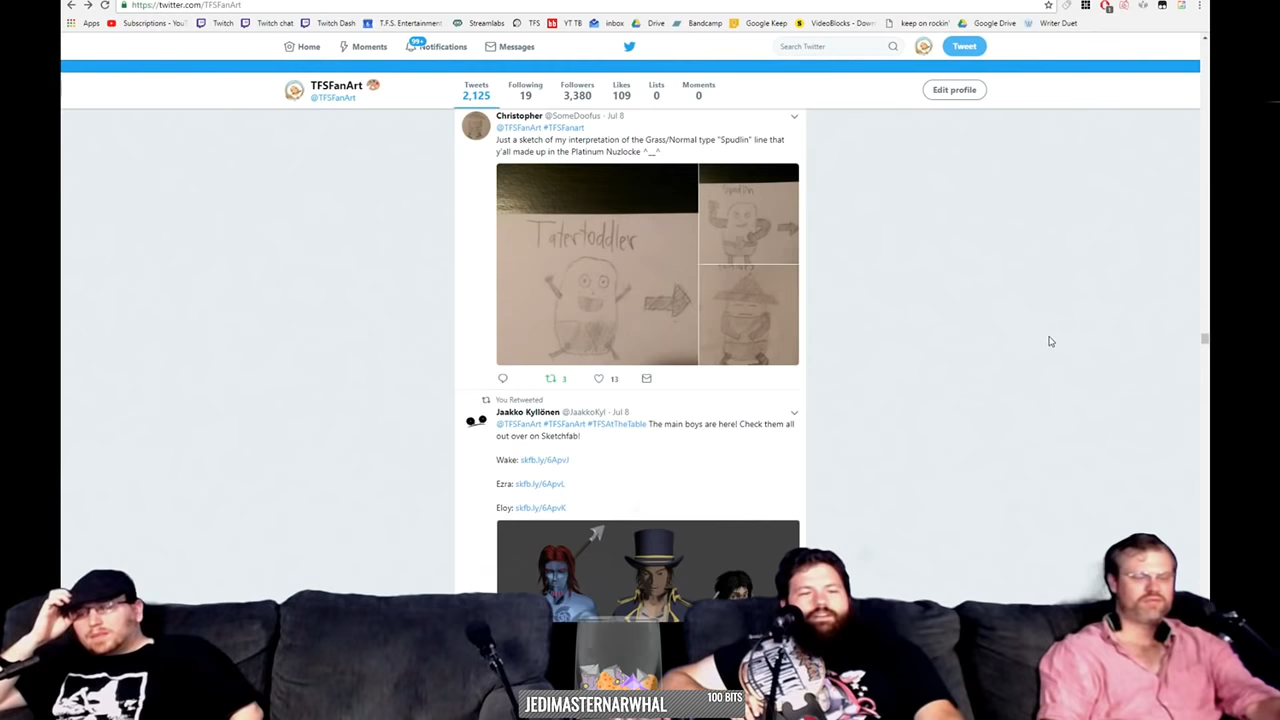 https://twitter.com/TFSFanArt
Apps Subscriptions - YouT Twitch Twitch chat Twitch Dash T.F.S. Entertainment Streamlabs TFS YT TB inbox Drive Bandcamp Google Keep VideoBlocks - Down keep on rockin' Google Drive Writer Duet
Home Moments 99+ Notifications Messages Search Twitter Tweet
TFSFanArt
@TFSFanArt
Tweets Following Followers Likes Lists Moments
2,125 19 3,380 109 0 0
Edit profile
Christopher @SomeDoofus · Jul 8
@TFSFanArt #TFSFanart
Just a sketch of my interpretation of the Grass/Normal type "Spudlin" line that
y'all made up in the Platinum Nuzlocke ^__^
Tatertoddler
Spudlin
3 13
You Retweeted
Jaakko Kyllönen @JaakkoKyl · Jul 8
@TFSFanArt #TFSFanArt #TFSAtTheTable The main boys are here! Check them all
out over on Sketchfab!
Wake: skfb.ly/6ApvJ
Ezra: skfb.ly/6ApvL
Eloy: skfb.ly/6ApvK
JEDIMASTERNARWHAL 100 BITS